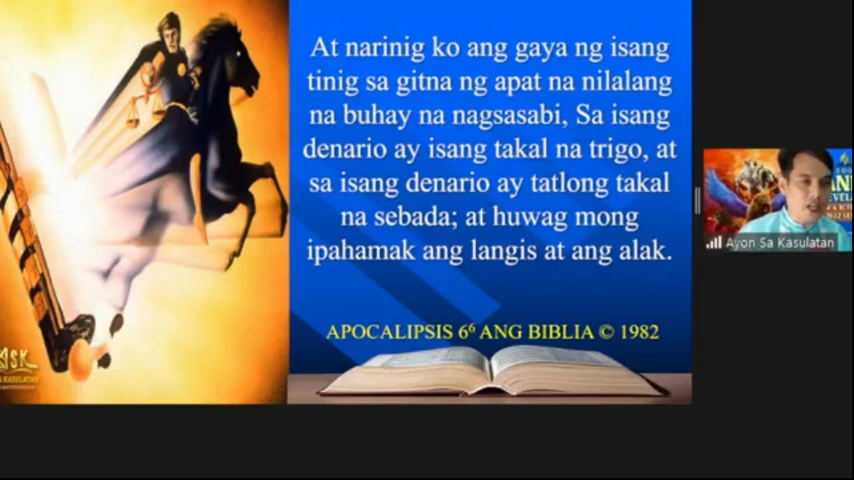 At narinig ko ang gaya ng isang
tinig sa gitna ng apat na nilalang
na buhay na nagsasabi, Sa isang
denario ay isang takal na trigo, at
sa isang denario ay tatlong takal
na sebada; at huwag mong
ipahamak ang langis at ang alak.
APOCALIPSIS 6⁶ ANG BIBLIA © 1982
ASK
Ayon Sa Kasulatan